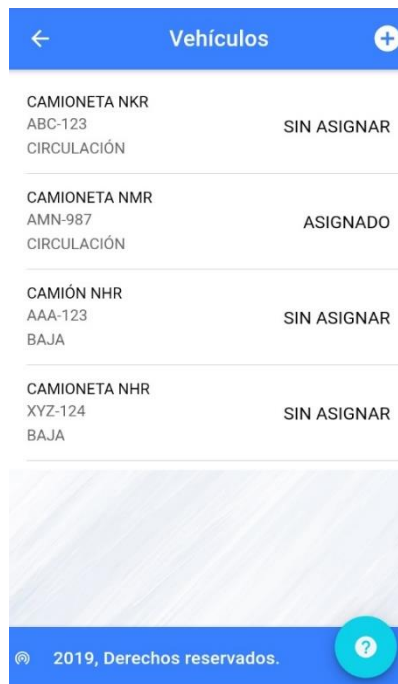 Vehículos
CAMIONETA NKR
ABC-123
SIN ASIGNAR
CIRCULACIÓN
CAMIONETA NMR
AMN-987
ASIGNADO
CIRCULACIÓN
CAMIÓN NHR
AAA-123
SIN ASIGNAR
BAJA
CAMIONETA NHR
XYZ-124
SIN ASIGNAR
BAJA
2019, Derechos reservados.
?